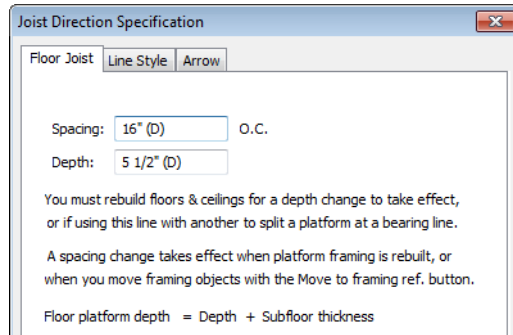 Joist Direction Specification
Floor Joist Line Style Arrow
Spacing: 16" (D) O.C.
Depth: 5 1/2" (D)
You must rebuild floors & ceilings for a depth change to take effect,
or if using this line with another to split a platform at a bearing line.
A spacing change takes effect when platform framing is rebuilt, or
when you move framing objects with the Move to framing ref. button.
Floor platform depth = Depth + Subfloor thickness